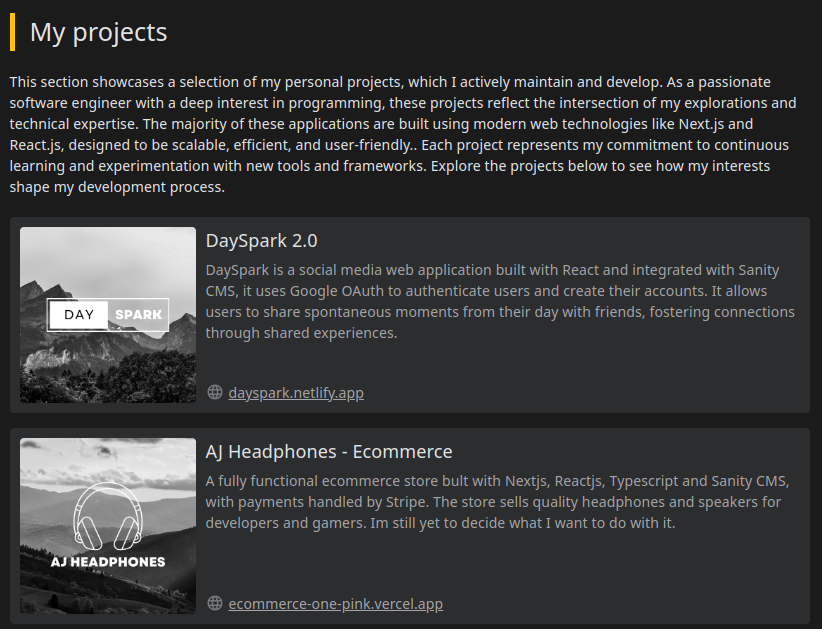 My projects
This section showcases a selection of my personal projects, which I actively maintain and develop. As a passionate
software engineer with a deep interest in programming, these projects reflect the intersection of my explorations and
technical expertise. The majority of these applications are built using modern web technologies like Next.js and
React.js, designed to be scalable, efficient, and user-friendly.. Each project represents my commitment to continuous
learning and experimentation with new tools and frameworks. Explore the projects below to see how my interests
shape my development process.
DAY SPARK
DaySpark 2.0
DaySpark is a social media web application built with React and integrated with Sanity
CMS, it uses Google OAuth to authenticate users and create their accounts. It allows
users to share spontaneous moments from their day with friends, fostering connections
through shared experiences.
dayspark.netlify.app
AJ HEADPHONES
AJ Headphones - Ecommerce
A fully functional ecommerce store bult with Nextjs, Reactjs, Typescript and Sanity CMS,
with payments handled by Stripe. The store sells quality headphones and speakers for
developers and gamers. Im still yet to decide what I want to do with it.
ecommerce-one-pink.vercel.app